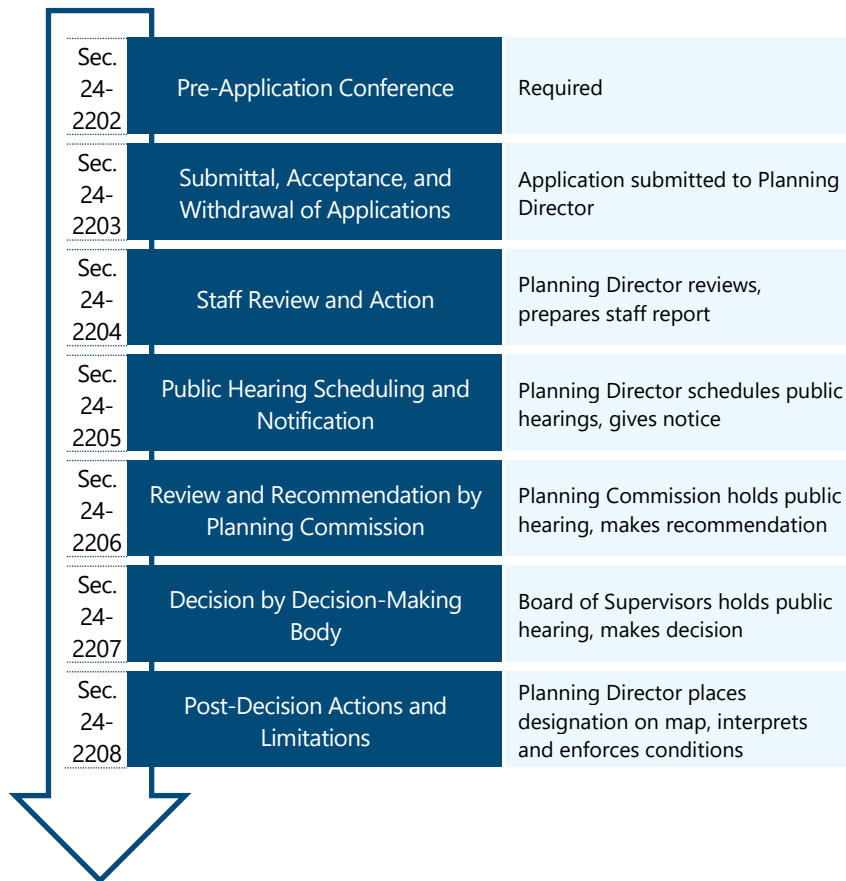 Sec.
24-
2202
Pre-Application Conference
Required
Sec.
24-
2203
Submittal, Acceptance, and
Withdrawal of Applications
Application submitted to Planning
Director
Sec.
24-
2204
Staff Review and Action
Planning Director reviews,
prepares staff report
Sec.
24-
2205
Public Hearing Scheduling and
Notification
Planning Director schedules public
hearings, gives notice
Sec.
24-
2206
Review and Recommendation by
Planning Commission
Planning Commission holds public
hearing, makes recommendation
Sec.
24-
2207
Decision by Decision-Making
Body
Board of Supervisors holds public
hearing, makes decision
Sec.
24-
2208
Post-Decision Actions and
Limitations
Planning Director places
designation on map, interprets
and enforces conditions